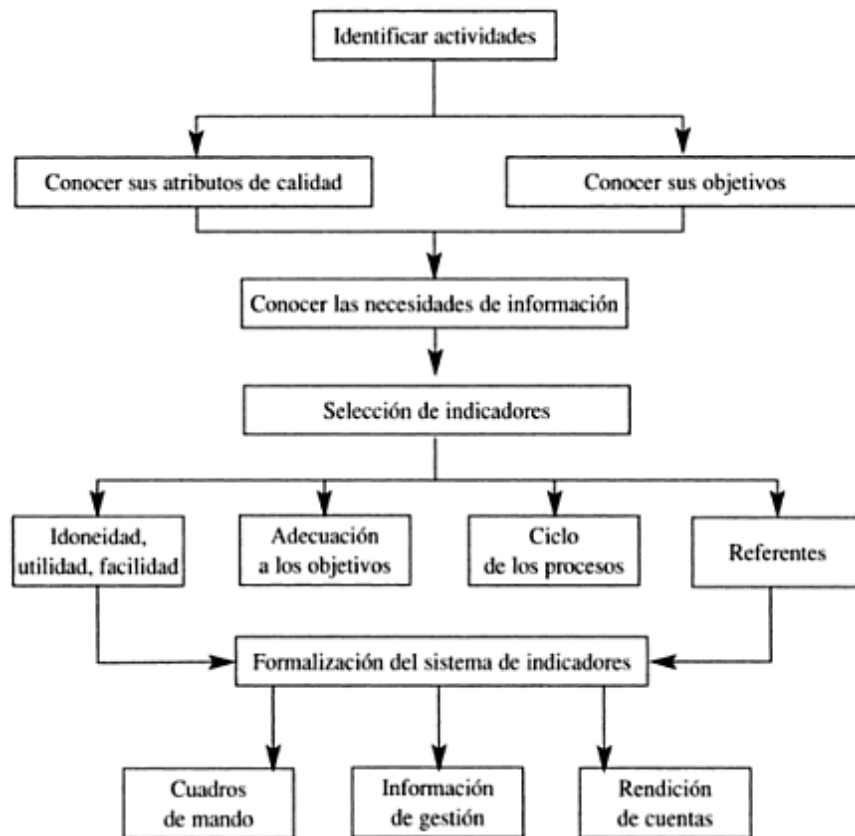 Identificar actividades
Conocer sus atributos de calidad
Conocer sus objetivos
Conocer las necesidades de información
Selección de indicadores
Idoneidad,
utilidad, facilidad
Adecuación
a los objetivos
Ciclo
de los procesos
Referentes
Formalización del sistema de indicadores
Cuadros
de mando
Información
de gestión
Rendición
de cuentas